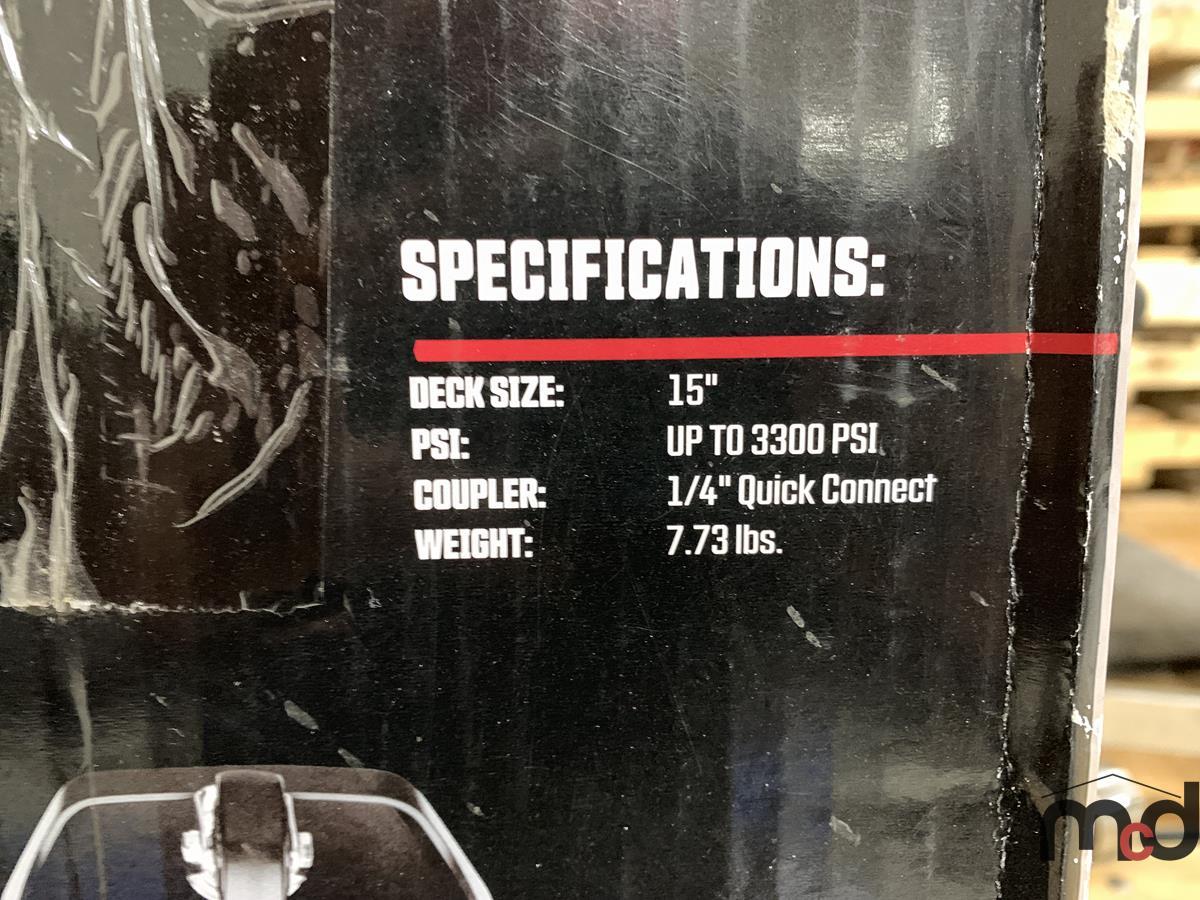 SPECIFICATIONS:
DECK SIZE: 15"
PSI: UP TO 3300 PSI
COUPLER: 1/4" Quick Connect
WEIGHT: 7.73 lbs.
mcd